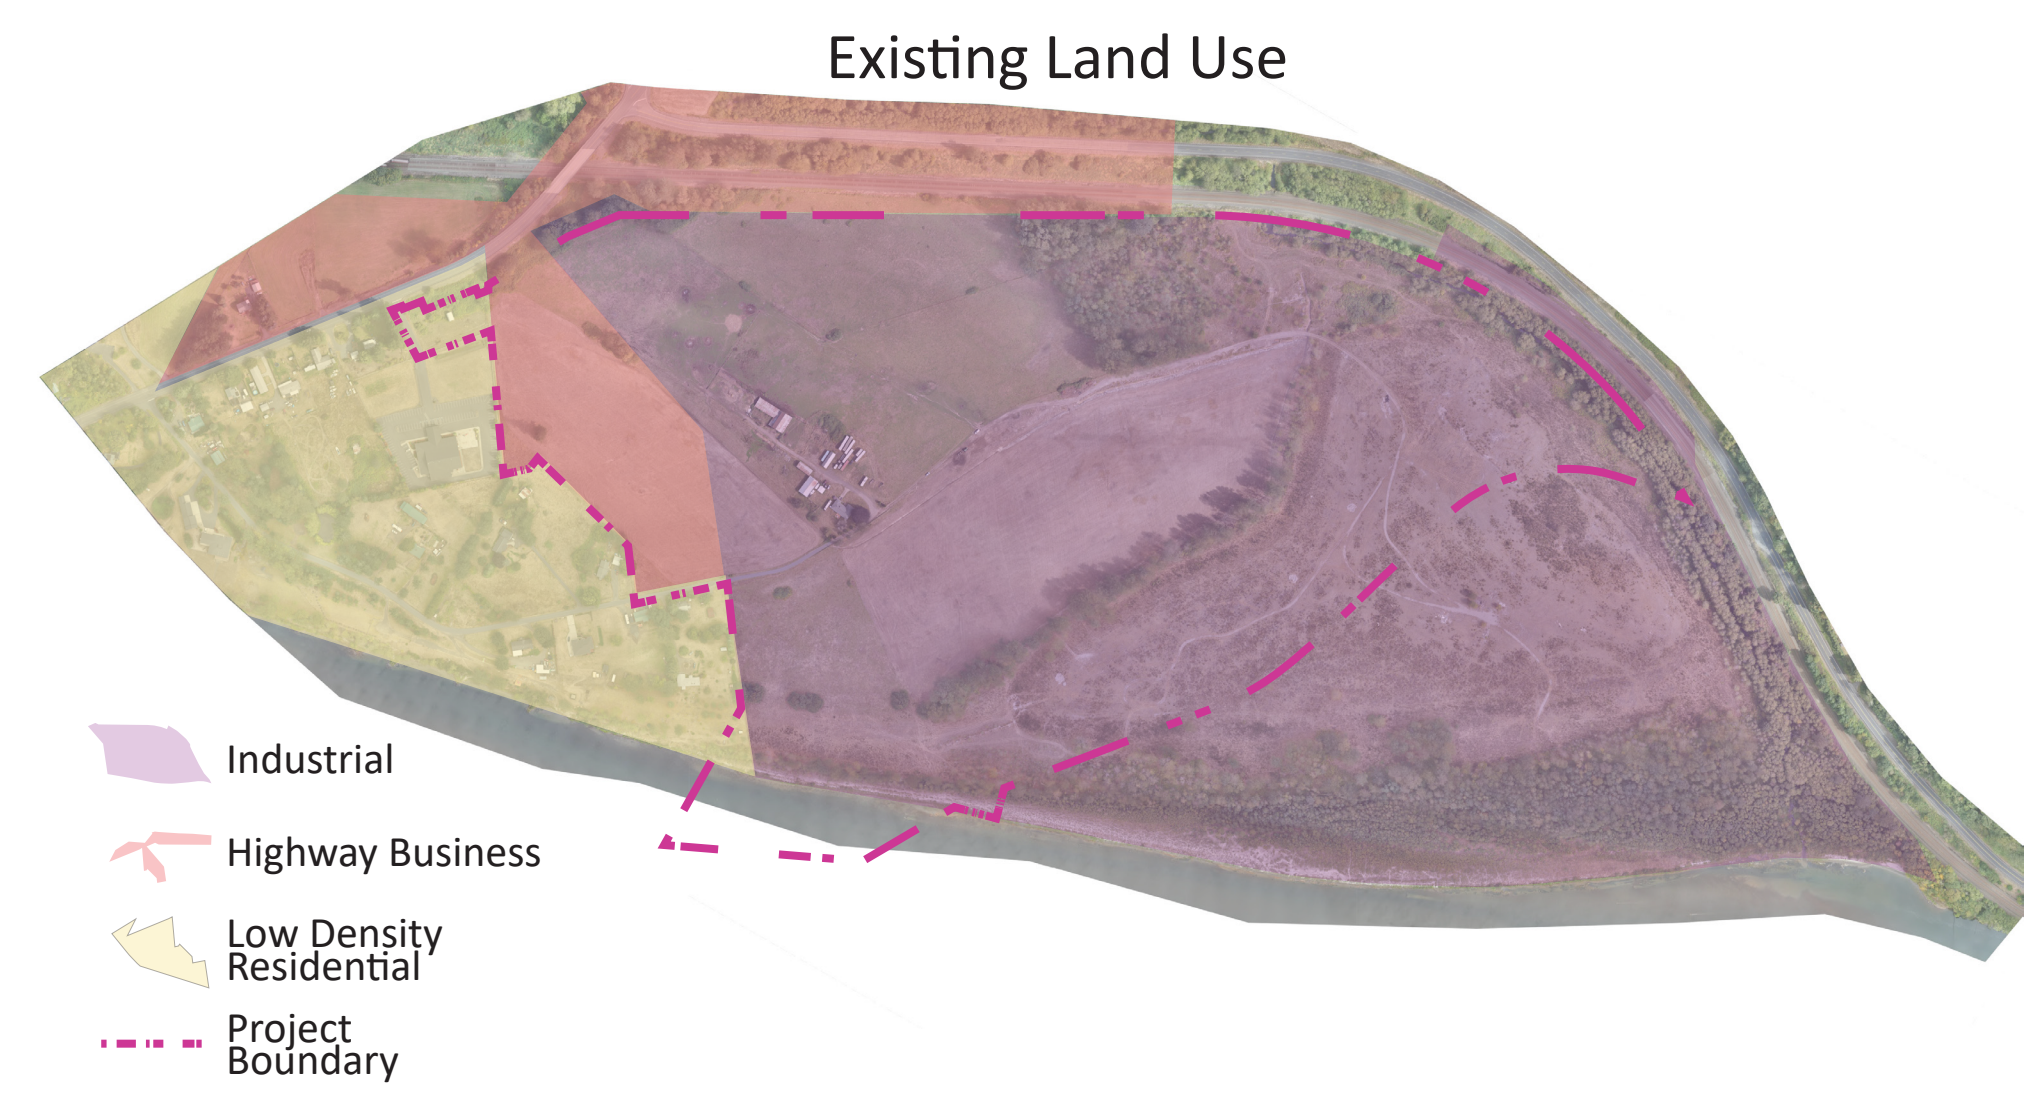 Existing Land Use
Industrial
Highway Business
Low Density
Residential
Project
Boundary